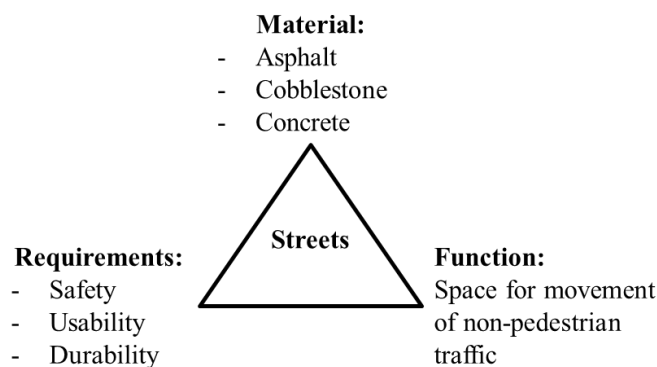 Material:
- Asphalt
- Cobblestone
- Concrete
Streets
Requirements:
- Safety
- Usability
- Durability
Function:
Space for movement
of non-pedestrian
traffic